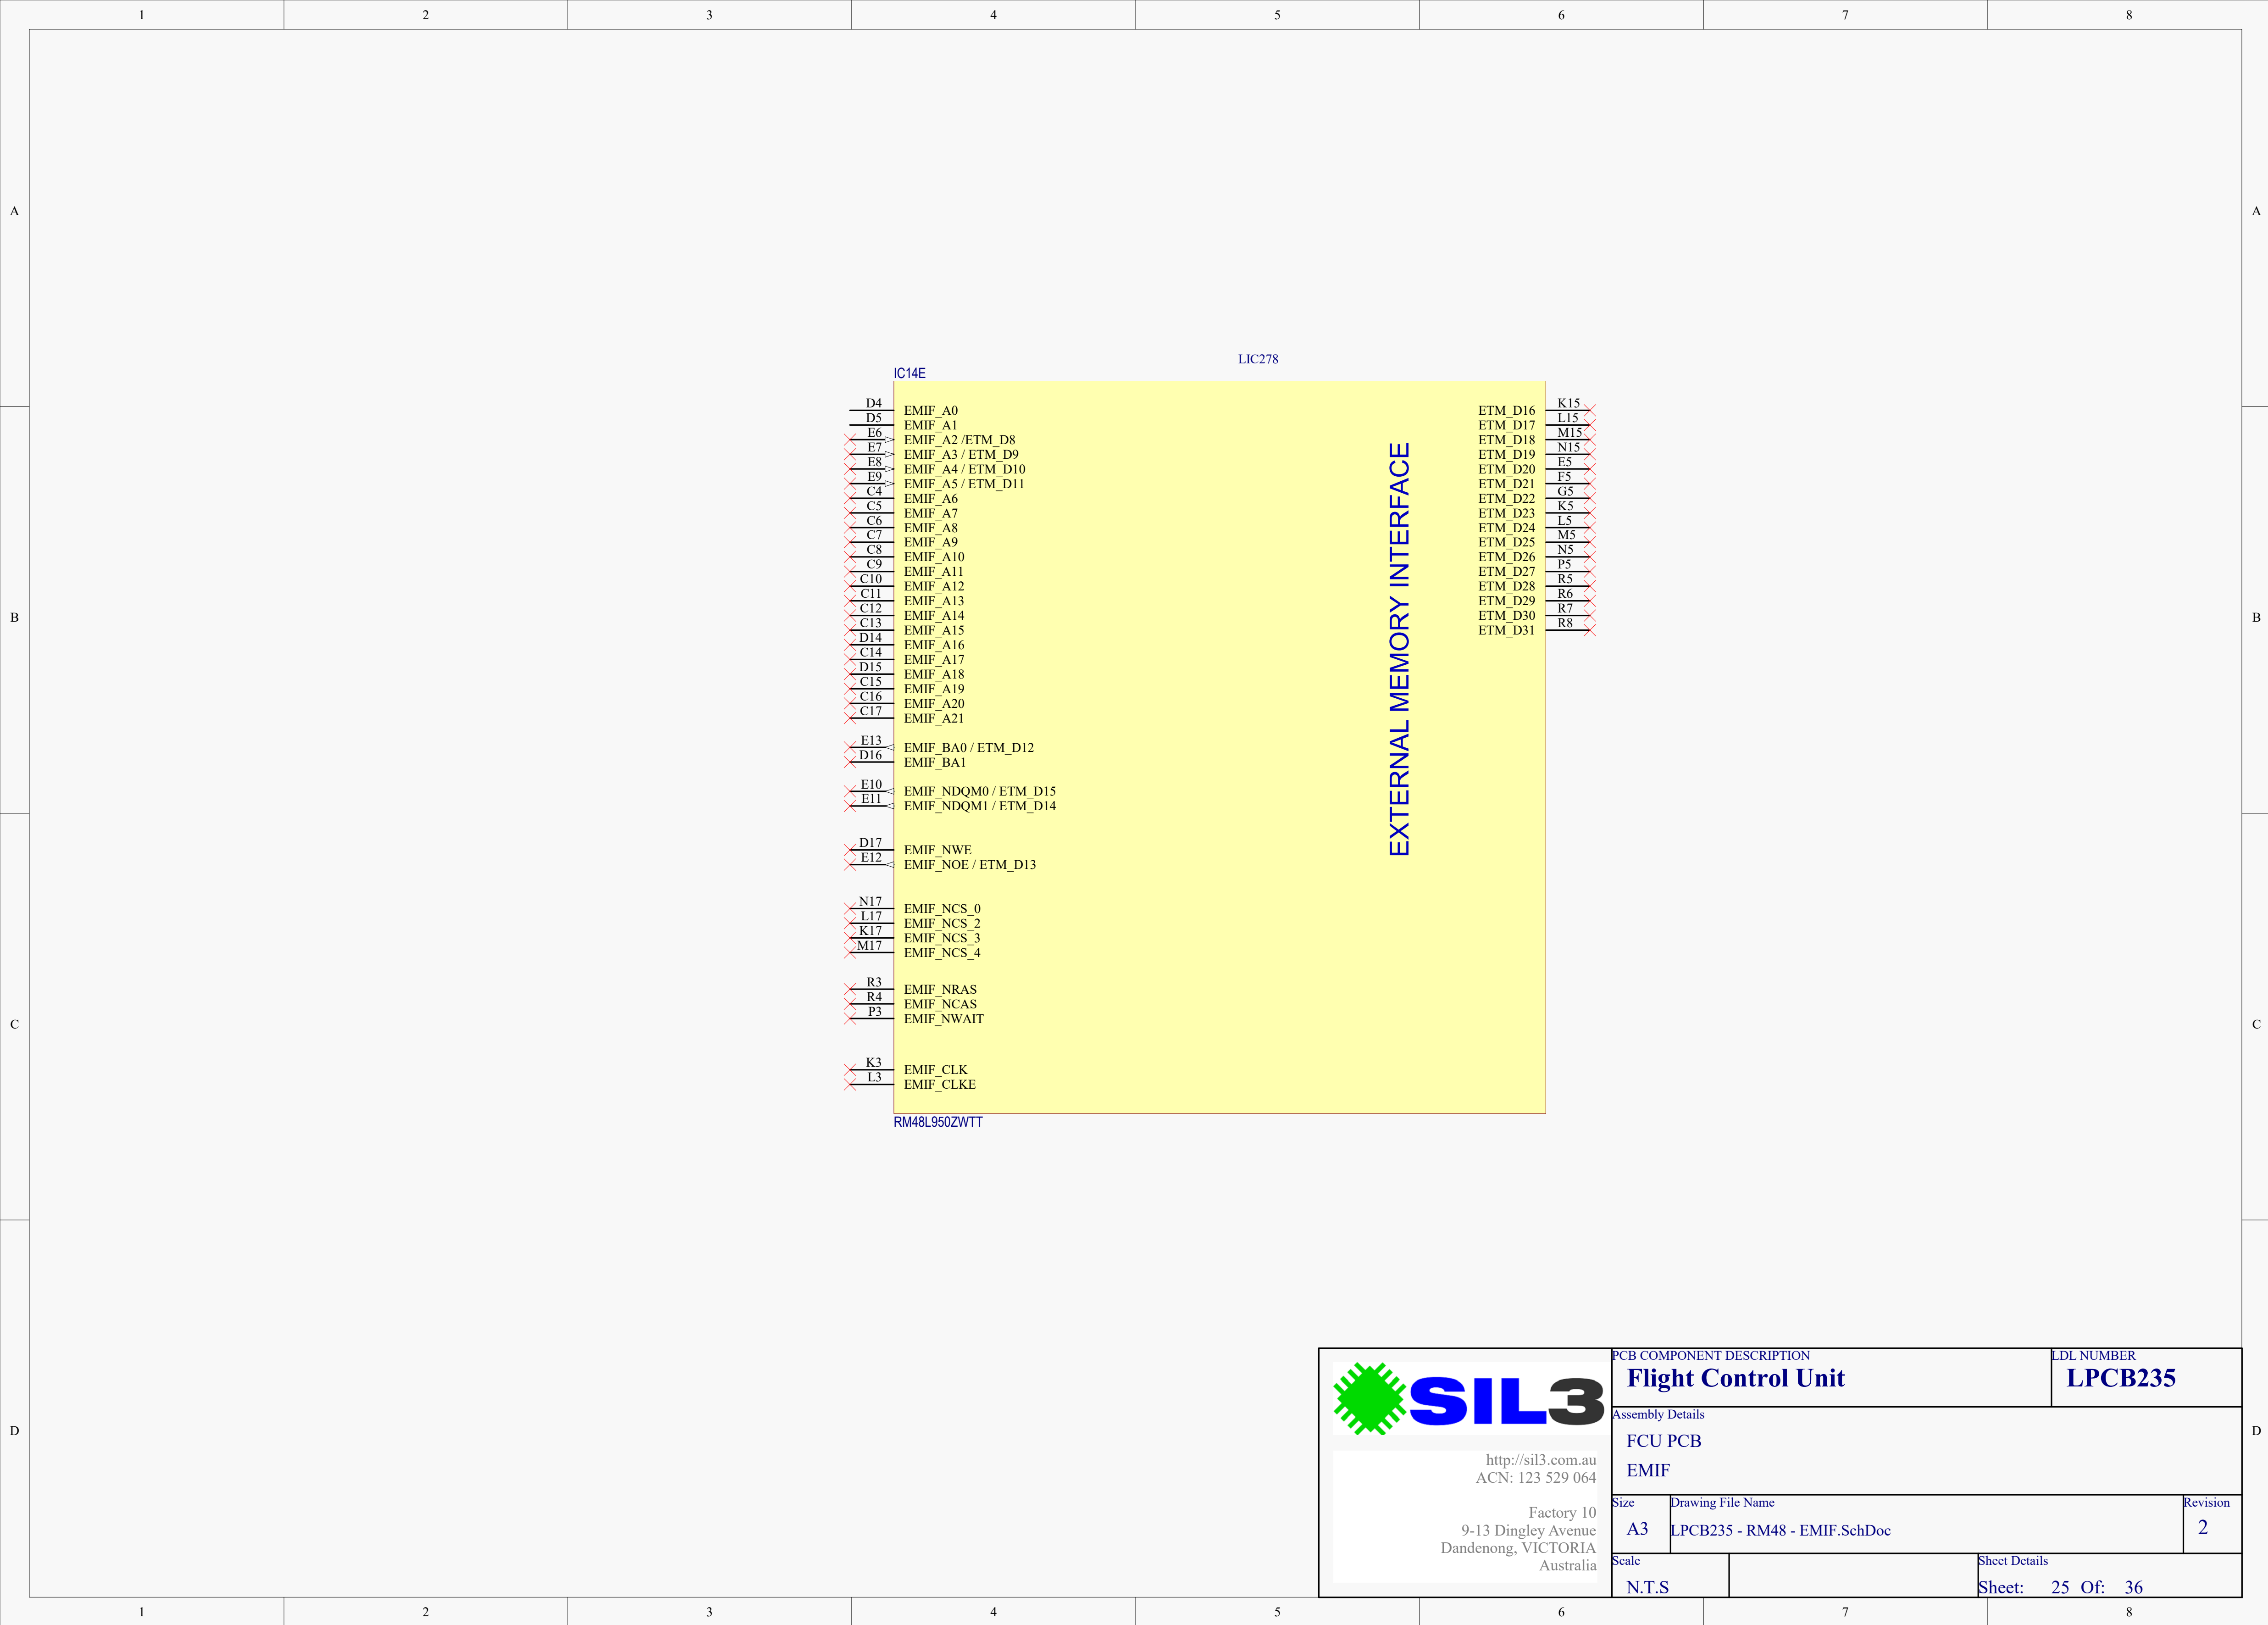 1 2 3 4 5 6 7 8
A A
LIC278
IC14E
D4 EMIF_A0 ETM_D16 K15
D5 EMIF_A1 ETM_D17 L15
E6 EMIF_A2 /ETM_D8 ETM_D18 M15
E7 EMIF_A3 / ETM_D9 ETM_D19 N15
E8 EMIF_A4 / ETM_D10 ETM_D20 E5
E9 EMIF_A5 / ETM_D11 ETM_D21 F5
C4 EMIF_A6 ETM_D22 G5
C5 EMIF_A7 ETM_D23 K5
C6 EMIF_A8 ETM_D24 L5
C7 EMIF_A9 ETM_D25 M5
C8 EMIF_A10 ETM_D26 N5
C9 EMIF_A11 ETM_D27 P5
C10 EMIF_A12 ETM_D28 R5
C11 EMIF_A13 ETM_D29 R6
C12 EMIF_A14 ETM_D30 R7
C13 EMIF_A15 ETM_D31 R8
D14 EMIF_A16
C14 EMIF_A17
D15 EMIF_A18
C15 EMIF_A19
C16 EMIF_A20
C17 EMIF_A21
E13 EMIF_BA0 / ETM_D12
D16 EMIF_BA1
E10 EMIF_NDQM0 / ETM_D15
E11 EMIF_NDQM1 / ETM_D14
D17 EMIF_NWE
E12 EMIF_NOE / ETM_D13
N17 EMIF_NCS_0
L17 EMIF_NCS_2
K17 EMIF_NCS_3
M17 EMIF_NCS_4
R3 EMIF_NRAS
R4 EMIF_NCAS
P3 EMIF_NWAIT
K3 EMIF_CLK
L3 EMIF_CLKE
EXTERNAL MEMORY INTERFACE
RM48L950ZWTT
B B
C C
D D
SIL3
http://sil3.com.au
ACN: 123 529 064
Factory 10
9-13 Dingley Avenue
Dandenong, VICTORIA
Australia
PCB COMPONENT DESCRIPTION
Flight Control Unit
LDL NUMBER
LPCB235
Assembly Details
FCU PCB
EMIF
Size
A3
Drawing File Name
LPCB235 - RM48 - EMIF.SchDoc
Revision
2
Scale
N.T.S
Sheet Details
Sheet: 25 Of: 36
1 2 3 4 5 6 7 8